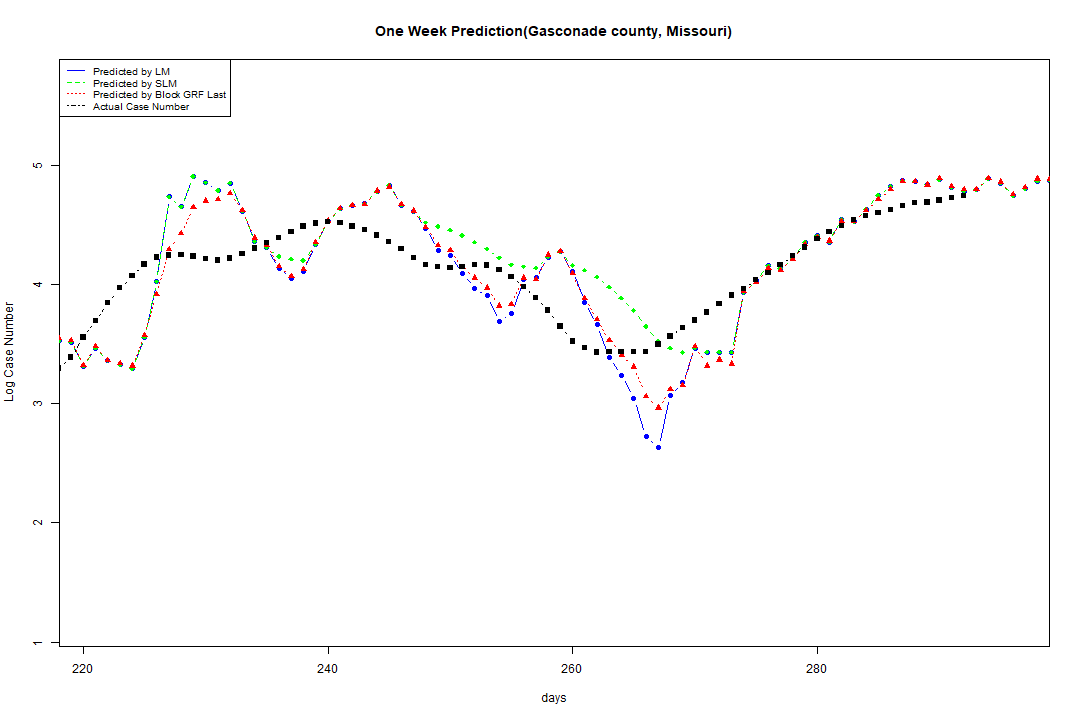 One Week Prediction(Gasconade county, Missouri)
Predicted by LM
Predicted by SLM
Predicted by Block GRF Last
Actual Case Number
5
4
3
2
1
Log Case Number
220 240 260 280
days